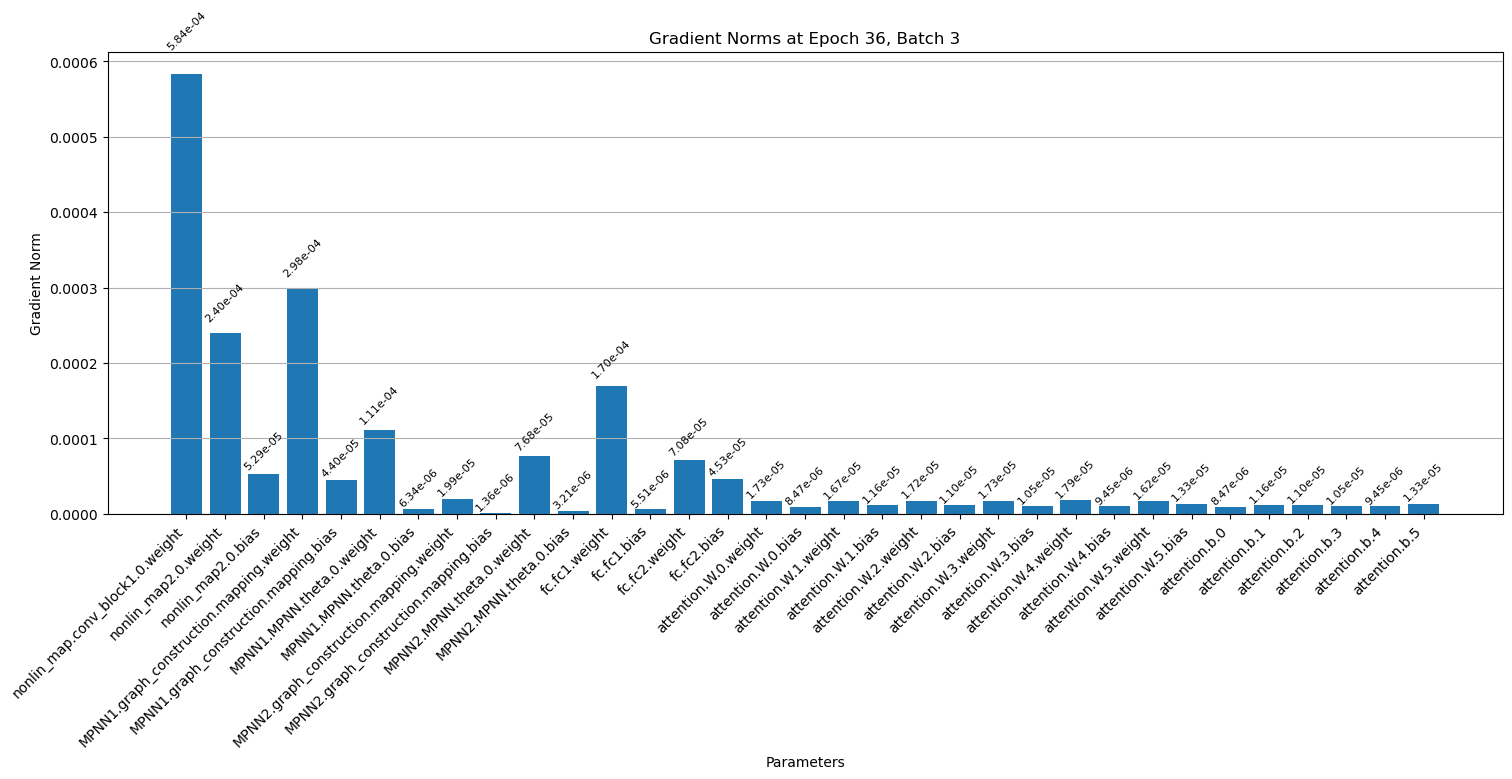 Gradient Norms at Epoch 36, Batch 3
Gradient Norm
0.0006
0.0005
0.0004
0.0003
0.0002
0.0001
0.0000
5.84e-04
2.40e-04
5.29e-05
2.98e-04
4.40e-05
1.11e-04
6.34e-06
1.99e-05
1.36e-06
7.68e-05
3.21e-06
1.70e-04
5.51e-06
7.08e-05
4.53e-05
1.73e-05
8.47e-06
1.67e-05
1.16e-05
1.72e-05
1.10e-05
1.73e-05
1.05e-05
1.79e-05
9.45e-06
1.62e-05
1.33e-05
8.47e-06
1.16e-05
1.10e-05
1.05e-05
9.45e-06
1.33e-05
nonlin_map.conv_block1.0.weight
nonlin_map2.0.weight
nonlin_map2.0.bias
MPNN1.graph_construction.mapping.weight
MPNN1.graph_construction.mapping.bias
MPNN1.MPNN.theta.0.weight
MPNN1.MPNN.theta.0.bias
MPNN2.graph_construction.mapping.weight
MPNN2.graph_construction.mapping.bias
MPNN2.MPNN.theta.0.weight
MPNN2.MPNN.theta.0.bias
fc.fc1.weight
fc.fc1.bias
fc.fc2.weight
fc.fc2.bias
attention.W.0.weight
attention.W.0.bias
attention.W.1.weight
attention.W.1.bias
attention.W.2.weight
attention.W.2.bias
attention.W.3.weight
attention.W.3.bias
attention.W.4.weight
attention.W.4.bias
attention.W.5.weight
attention.W.5.bias
attention.b.0
attention.b.1
attention.b.2
attention.b.3
attention.b.4
attention.b.5
Parameters